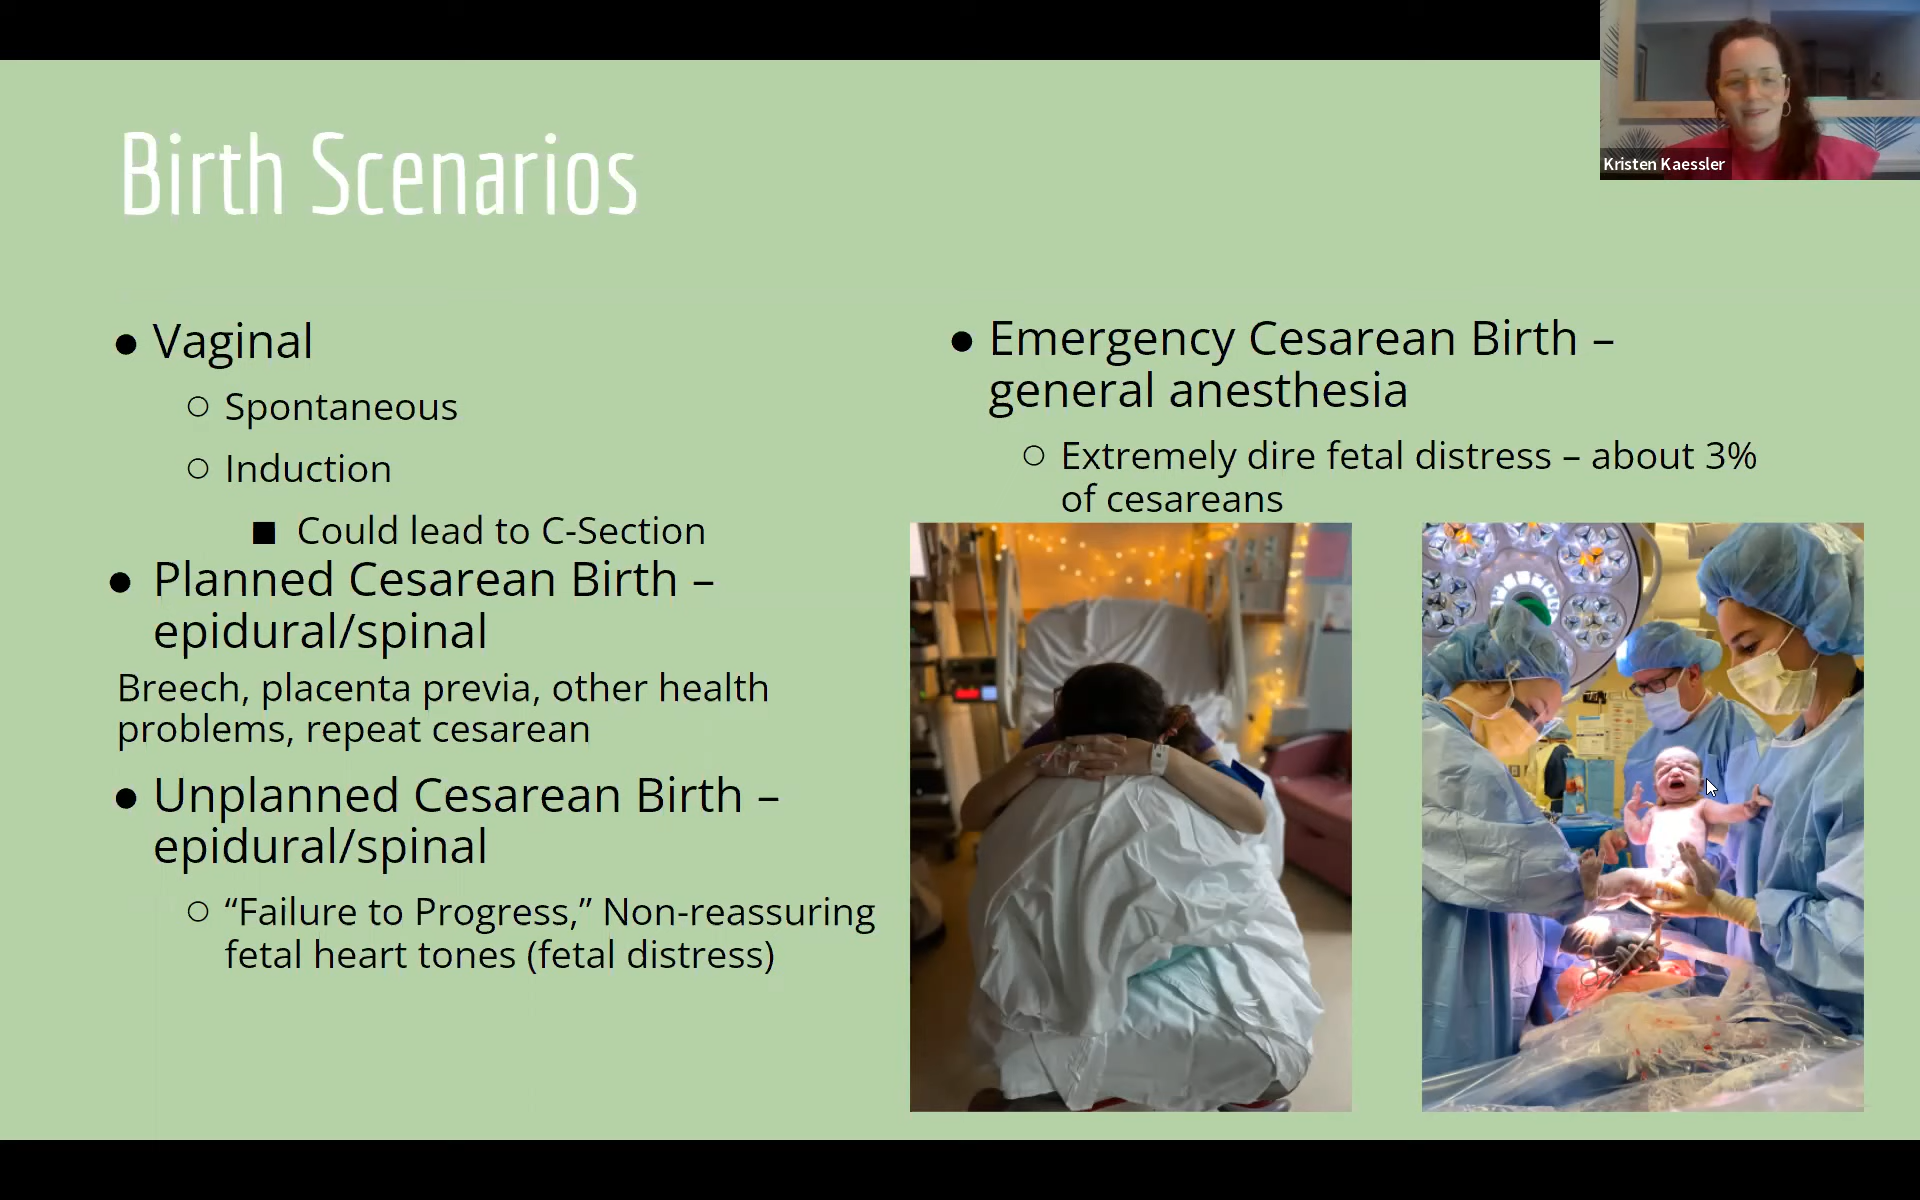 Kristen Kaessler
Birth Scenarios
● Vaginal
○ Spontaneous
○ Induction
■ Could lead to C-Section
● Planned Cesarean Birth –
epidural/spinal
Breech, placenta previa, other health
problems, repeat cesarean
● Unplanned Cesarean Birth –
epidural/spinal
○ “Failure to Progress,” Non-reassuring
fetal heart tones (fetal distress)
● Emergency Cesarean Birth –
general anesthesia
○ Extremely dire fetal distress – about 3%
of cesareans